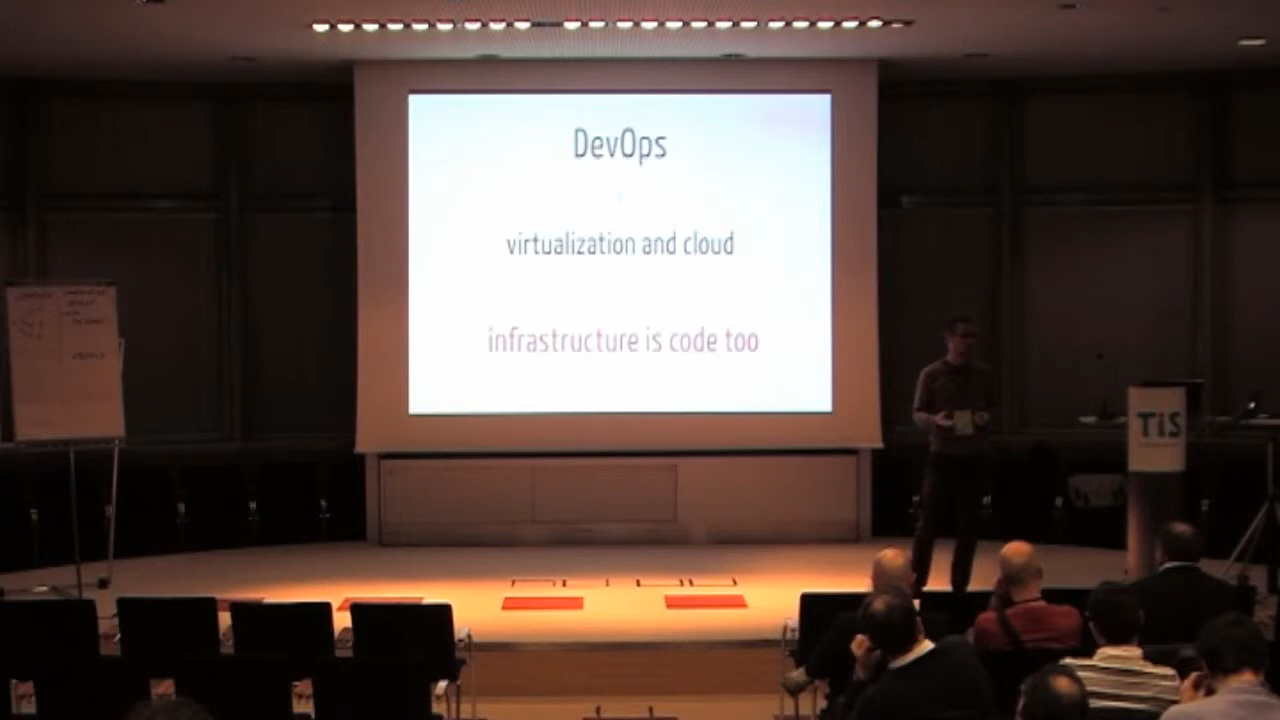 DevOps
virtualization and cloud
infrastructure is code too
TiS